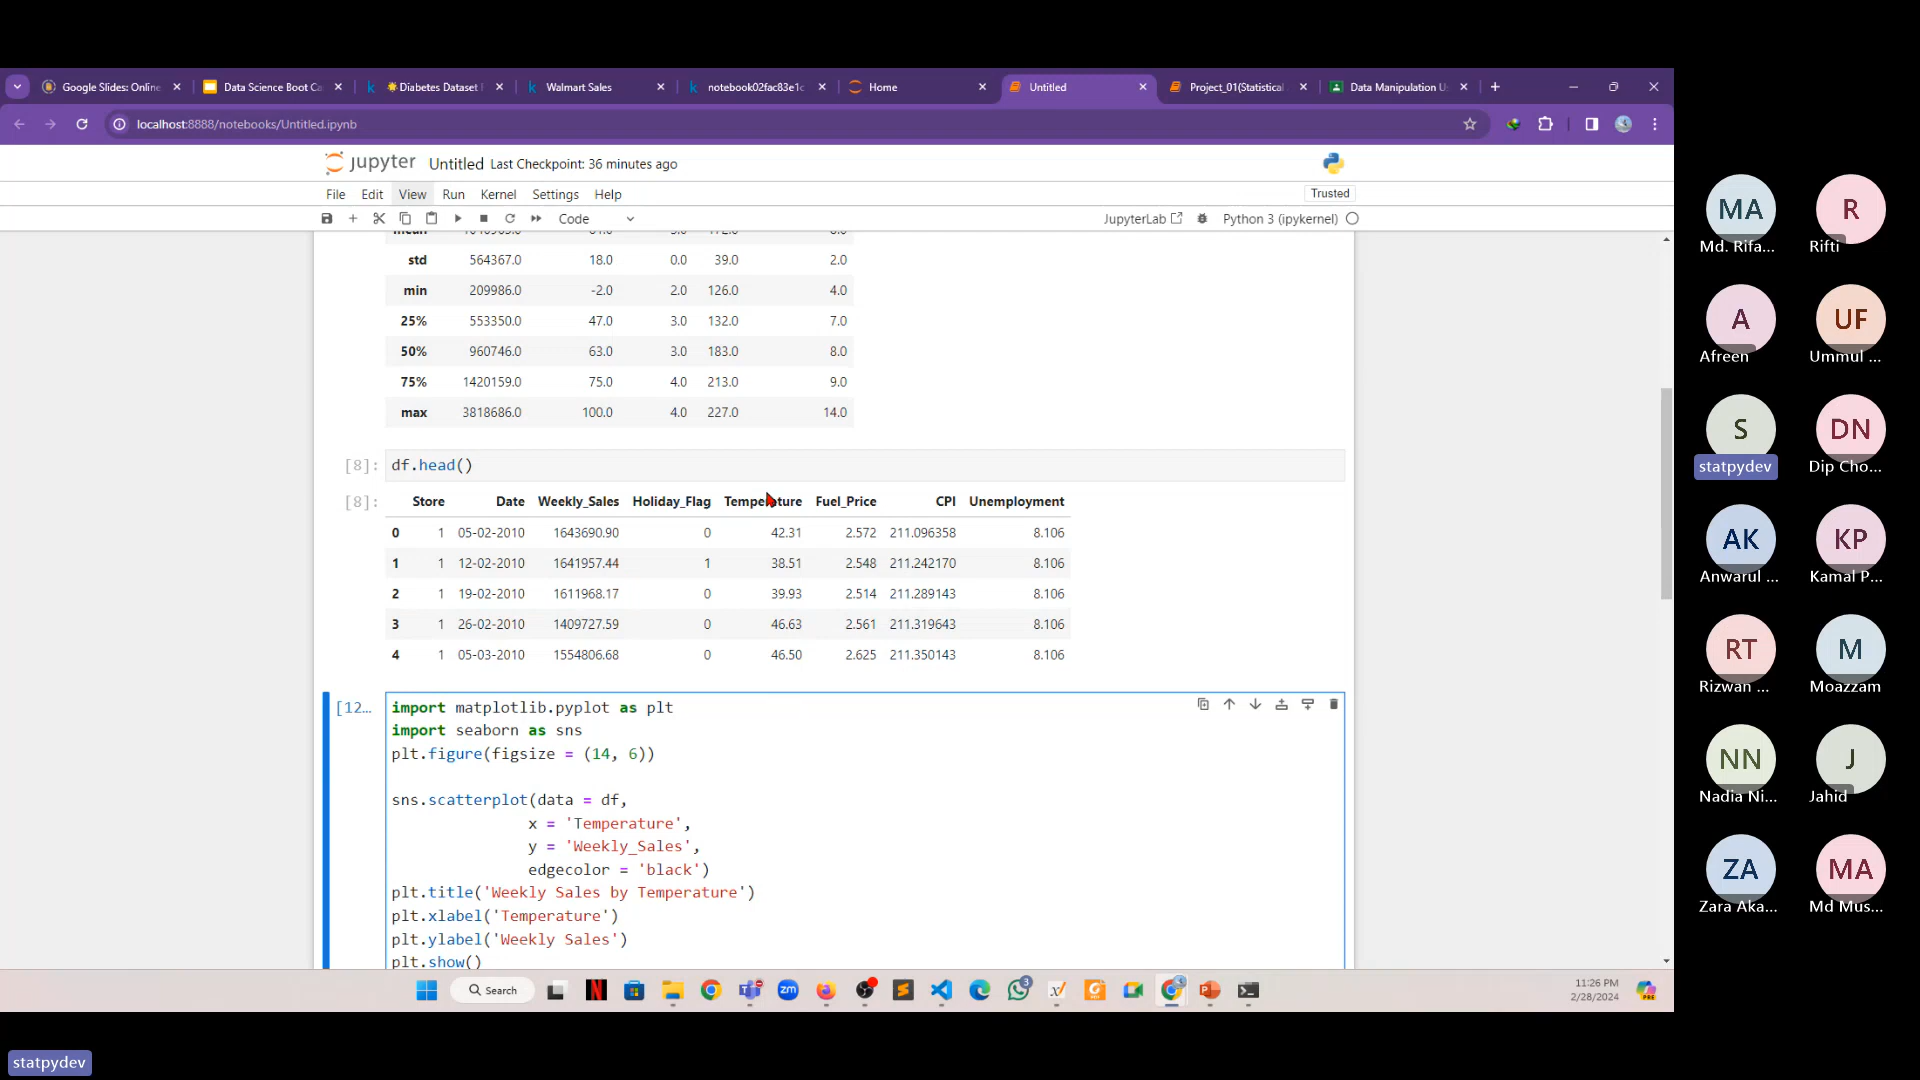 Google Slides: Online
Data Science Boot Ca
Diabetes Dataset
Walmart Sales
notebook02fac83e1c
Home
Untitled
Project_01(Statistical
Data Manipulation U
localhost:8888/notebooks/Untitled.ipynb
jupyter Untitled Last Checkpoint: 36 minutes ago
File Edit View Run Kernel Settings Help
Trusted
Code
JupyterLab
Python 3 (ipykernel)
std 564367.0 18.0 0.0 39.0 2.0
min 209986.0 -2.0 2.0 126.0 4.0
25% 553350.0 47.0 3.0 132.0 7.0
50% 960746.0 63.0 3.0 183.0 8.0
75% 1420159.0 75.0 4.0 213.0 9.0
max 3818686.0 100.0 4.0 227.0 14.0
[8]: df.head()
[8]: Store Date Weekly_Sales Holiday_Flag Temperature Fuel_Price CPI Unemployment
0 1 05-02-2010 1643690.90 0 42.31 2.572 211.096358 8.106
1 1 12-02-2010 1641957.44 1 38.51 2.548 211.242170 8.106
2 1 19-02-2010 1611968.17 0 39.93 2.514 211.289143 8.106
3 1 26-02-2010 1409727.59 0 46.63 2.561 211.319643 8.106
4 1 05-03-2010 1554806.68 0 46.50 2.625 211.350143 8.106
[12... import matplotlib.pyplot as plt
import seaborn as sns
plt.figure(figsize = (14, 6))
sns.scatterplot(data = df,
x = 'Temperature',
y = 'Weekly_Sales',
edgecolor = 'black')
plt.title('Weekly Sales by Temperature')
plt.xlabel('Temperature')
plt.ylabel('Weekly Sales')
plt.show()
Search
11:26 PM
2/28/2024
MA R
Md. Rifa... Rifti
A UF
Afreen Ummul ...
S DN
statpydev Dip Cho...
AK KP
Anwarul ... Kamal P...
RT M
Rizwan ... Moazzam
NN J
Nadia Ni... Jahid
ZA MA
Zara Aka... Md Mus...
statpydev